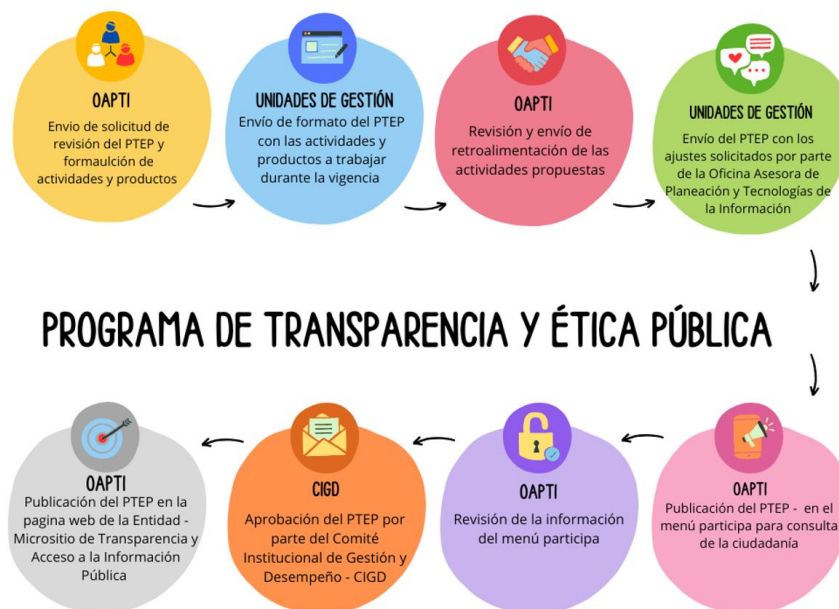 OAPTI
Envio de solicitud de
revisión del PTEP y
formaulción de
actividades y productos
UNIDADES DE GESTIÓN
Envío de formato del PTEP
con las actividades y
productos a trabajar
durante la vigencia
OAPTI
Revisión y envío de
retroalimentación de las
actividades propuestas
UNIDADES DE GESTIÓN
Envío del PTEP con los
ajustes solicitados por parte
de la Oficina Asesora de
Planeación y Tecnologías de
la Información
PROGRAMA DE TRANSPARENCIA Y ÉTICA PÚBLICA
OAPTI
Publicación del PTEP en la
pagina web de la Entidad -
Micrositio de Transparencia y
Acceso a la Información
Pública
CIGD
Aprobación del PTEP por
parte del Comité
Institucional de Gestión y
Desempeño - CIGD
OAPTI
Revisión de la información
del menú participa
OAPTI
Publicación del PTEP - en el
menú participa para consulta
de la ciudadanía